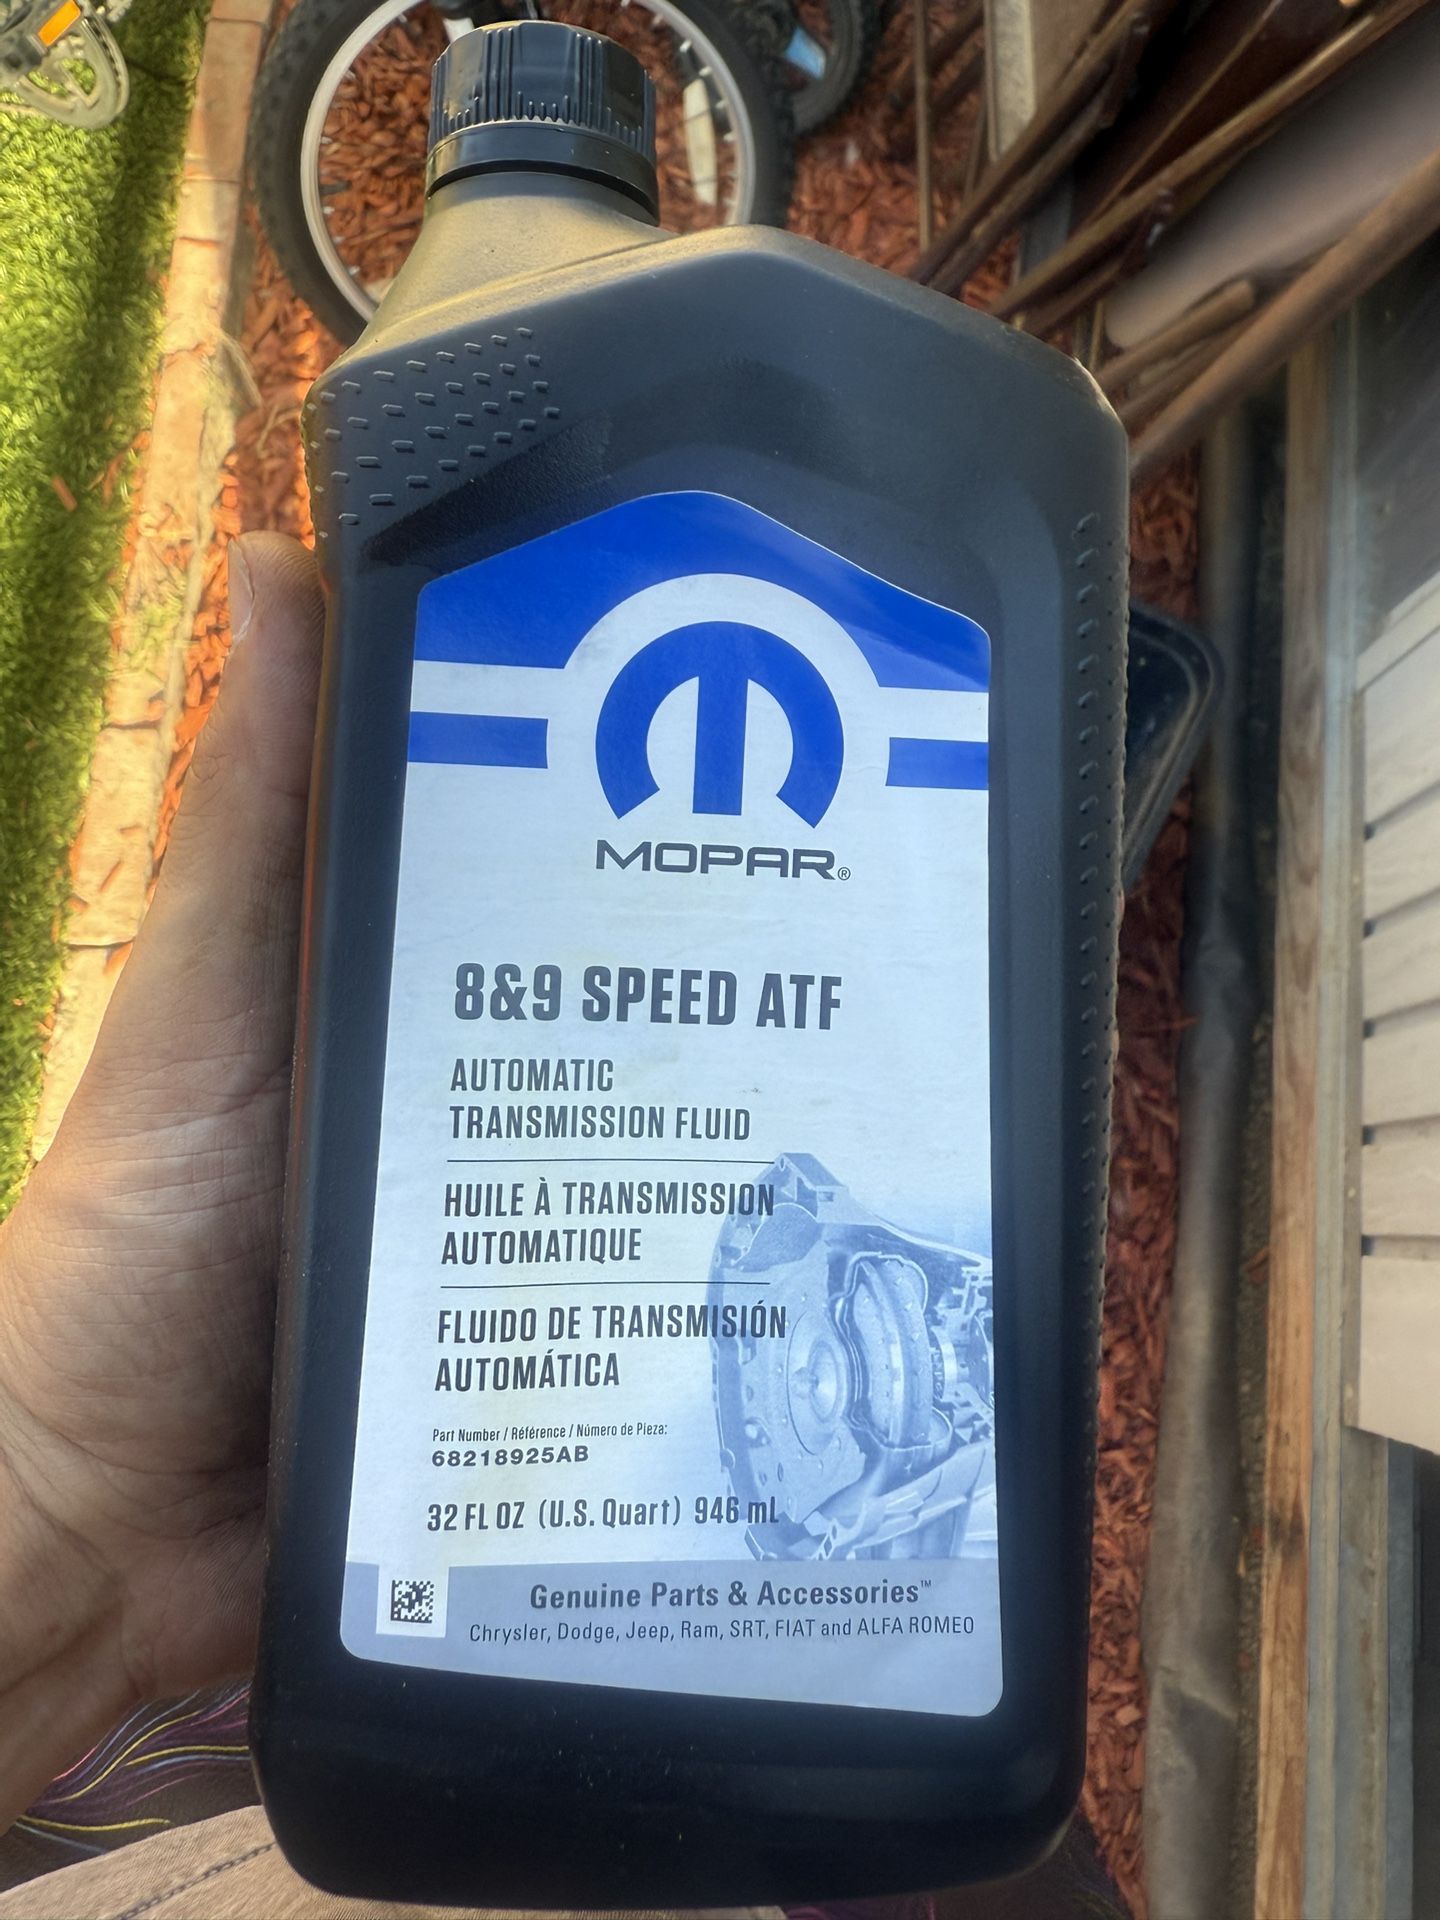 MOPAR®
8&9 SPEED ATF
AUTOMATIC
TRANSMISSION FLUID
HUILE À TRANSMISSION
AUTOMATIQUE
FLUIDO DE TRANSMISIÓN
AUTOMÁTICA
Part Number / Référence / Número de Pieza:
68218925AB
32 FL OZ (U.S. Quart) 946 mL
Genuine Parts & Accessories™
Chrysler, Dodge, Jeep, Ram, SRT, FIAT and ALFA ROMEO